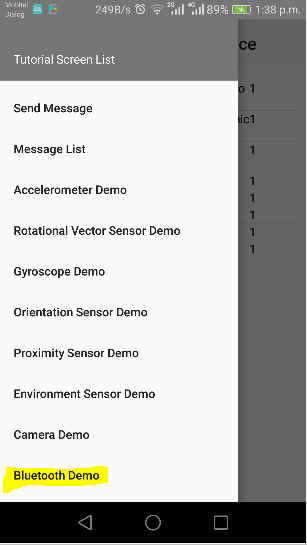 Mobitel
Dialog
249B/s 2G 4G 89% 1:38 p.m.
ce
Tutorial Screen List
o 1
Send Message
nic1
Message List
1
Accelerometer Demo
1
1
Rotational Vector Sensor Demo
1
1
Gyroscope Demo
1
Orientation Sensor Demo
Proximity Sensor Demo
Environment Sensor Demo
Camera Demo
Bluetooth Demo